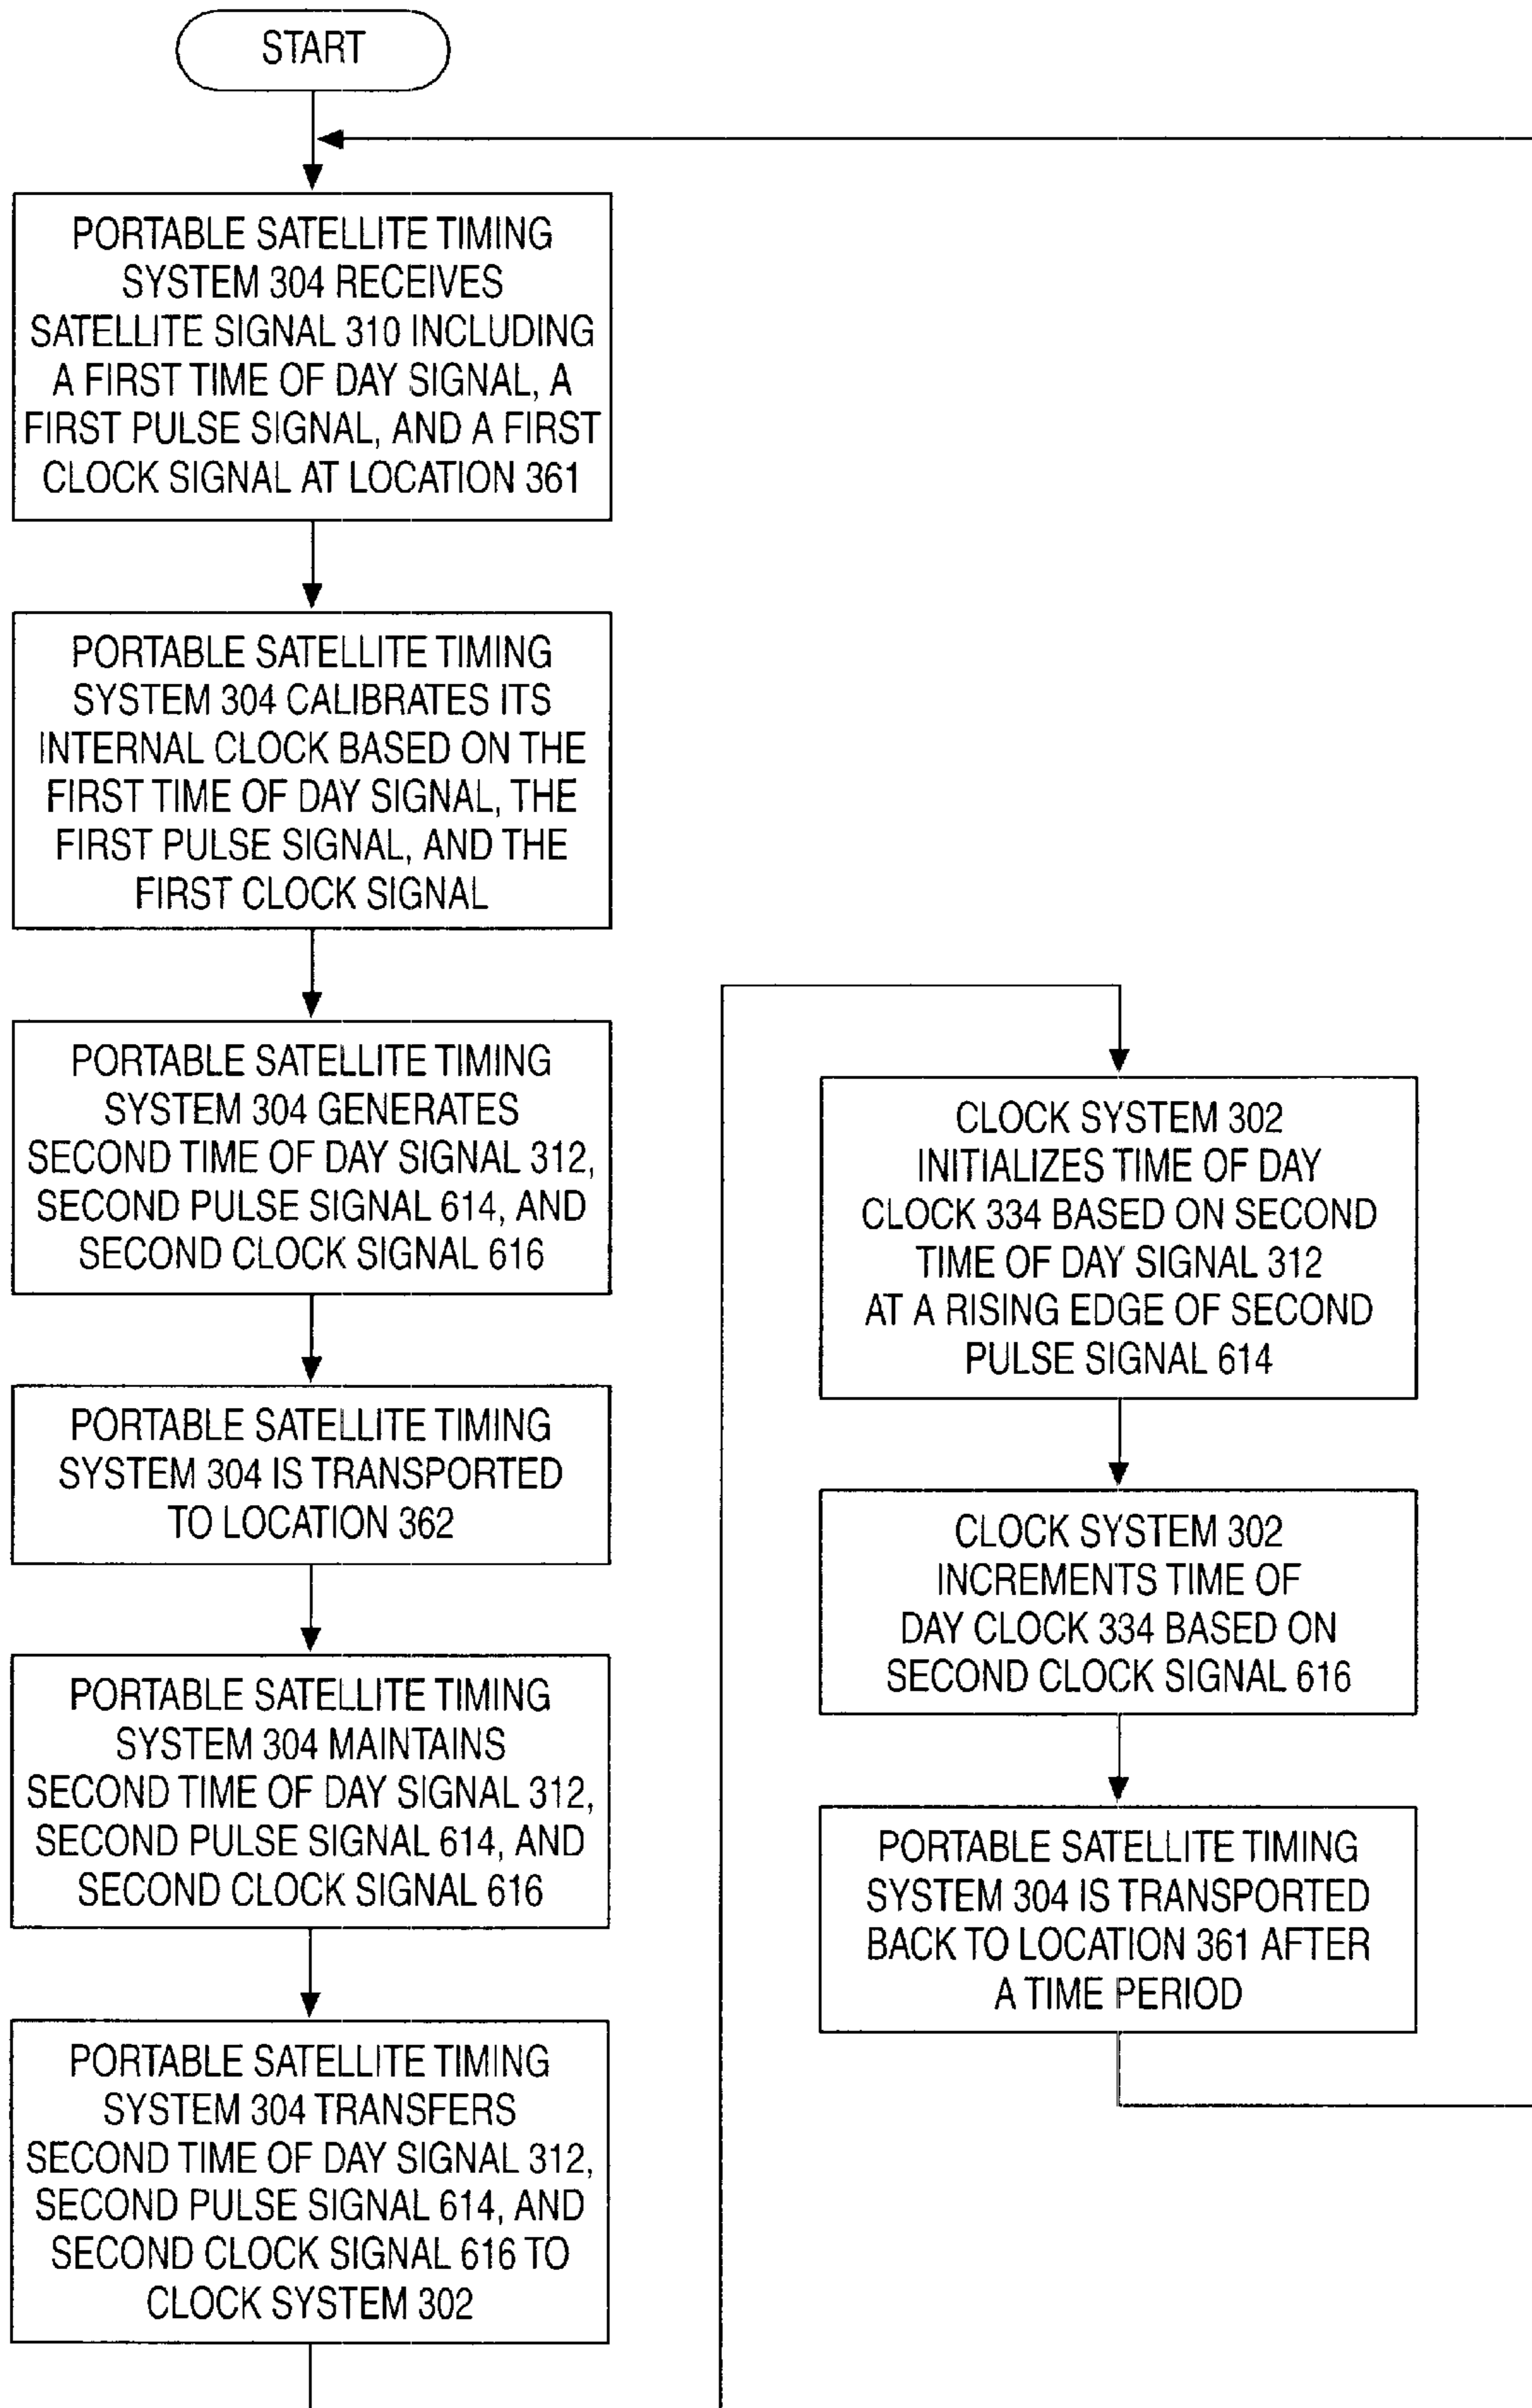 START
PORTABLE SATELLITE TIMING
SYSTEM 304 RECEIVES
SATELLITE SIGNAL 310 INCLUDING
A FIRST TIME OF DAY SIGNAL, A
FIRST PULSE SIGNAL, AND A FIRST
CLOCK SIGNAL AT LOCATION 361
PORTABLE SATELLITE TIMING
SYSTEM 304 CALIBRATES ITS
INTERNAL CLOCK BASED ON THE
FIRST TIME OF DAY SIGNAL, THE
FIRST PULSE SIGNAL, AND THE
FIRST CLOCK SIGNAL
PORTABLE SATELLITE TIMING
SYSTEM 304 GENERATES
SECOND TIME OF DAY SIGNAL 312,
SECOND PULSE SIGNAL 614, AND
SECOND CLOCK SIGNAL 616
PORTABLE SATELLITE TIMING
SYSTEM 304 IS TRANSPORTED
TO LOCATION 362
PORTABLE SATELLITE TIMING
SYSTEM 304 MAINTAINS
SECOND TIME OF DAY SIGNAL 312,
SECOND PULSE SIGNAL 614, AND
SECOND CLOCK SIGNAL 616
PORTABLE SATELLITE TIMING
SYSTEM 304 TRANSFERS
SECOND TIME OF DAY SIGNAL 312,
SECOND PULSE SIGNAL 614, AND
SECOND CLOCK SIGNAL 616 TO
CLOCK SYSTEM 302
CLOCK SYSTEM 302
INITIALIZES TIME OF DAY
CLOCK 334 BASED ON SECOND
TIME OF DAY SIGNAL 312
AT A RISING EDGE OF SECOND
PULSE SIGNAL 614
CLOCK SYSTEM 302
INCREMENTS TIME OF
DAY CLOCK 334 BASED ON
SECOND CLOCK SIGNAL 616
PORTABLE SATELLITE TIMING
SYSTEM 304 IS TRANSPORTED
BACK TO LOCATION 361 AFTER
A TIME PERIOD